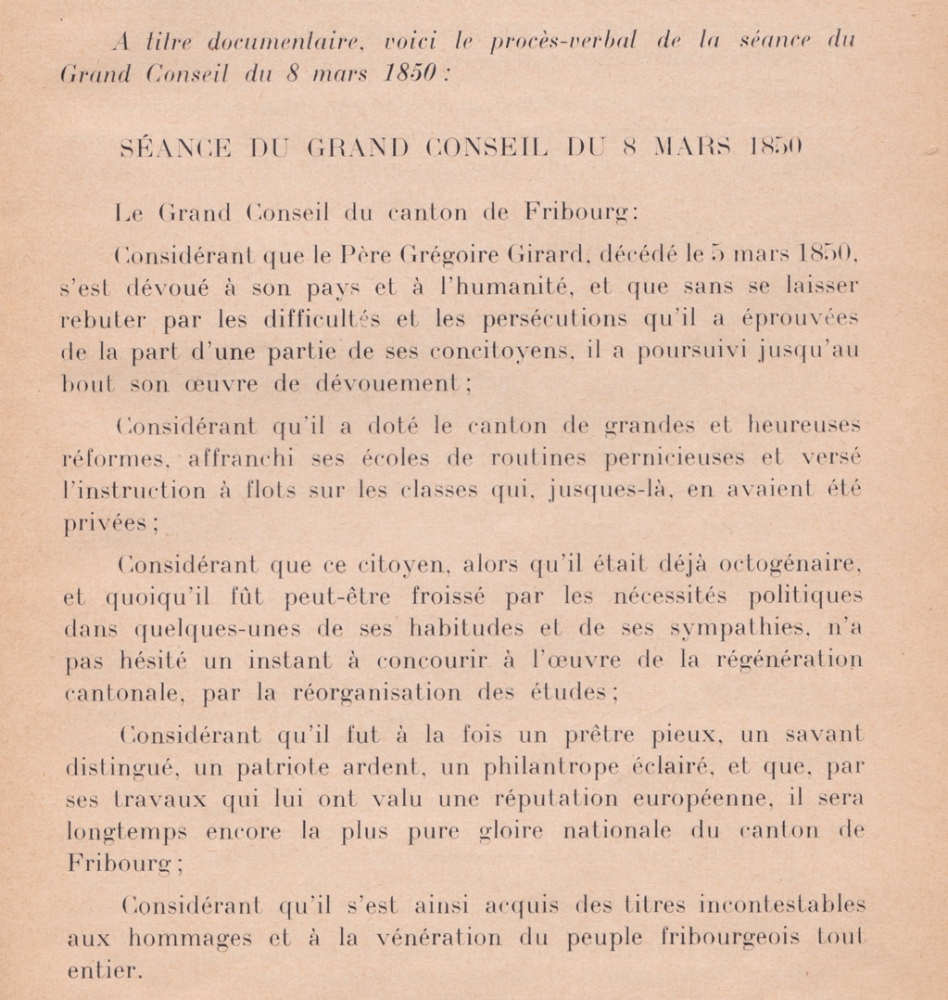 A titre documentaire, voici le procès-verbal de la séance du
Grand Conseil du 8 mars 1850 :
SÉANCE DU GRAND CONSEIL DU 8 MARS 1850
Le Grand Conseil du canton de Fribourg:
Considérant que le Père Grégoire Girard, décédé le 5 mars 1850,
s'est dévoué à son pays et à l'humanité, et que sans se laisser
rebuter par les difficultés et les persécutions qu'il a éprouvées
de la part d'une partie de ses concitoyens, il a poursuivi jusqu'au
bout son œuvre de dévouement ;
Considérant qu'il a doté le canton de grandes et heureuses
réformes, affranchi ses écoles de routines pernicieuses et versé
l'instruction à flots sur les classes qui, jusques-là, en avaient été
privées ;
Considérant que ce citoyen, alors qu'il était déjà octogénaire,
et quoiqu'il fût peut-être froissé par les nécessités politiques
dans quelques-unes de ses habitudes et de ses sympathies, n'a
pas hésité un instant à concourir à l'œuvre de la régénération
cantonale, par la réorganisation des études ;
Considérant qu'il fut à la fois un prêtre pieux, un savant
distingué, un patriote ardent, un philantrope éclairé, et que, par
ses travaux qui lui ont valu une réputation européenne, il sera
longtemps encore la plus pure gloire nationale du canton de
Fribourg ;
Considérant qu'il s'est ainsi acquis des titres incontestables
aux hommages et à la vénération du peuple fribourgeois tout
entier.